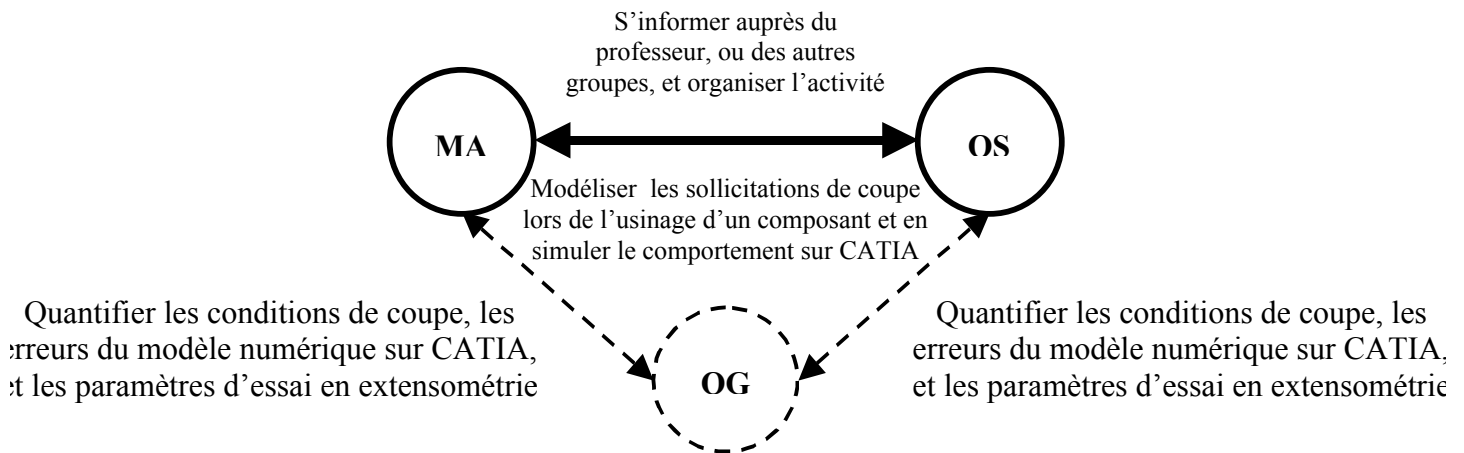 S’informer auprès du
professeur, ou des autres
groupes, et organiser l’activité
MA
OS
Modéliser les sollicitations de coupe
lors de l’usinage d’un composant et en
simuler le comportement sur CATIA
Quantifier les conditions de coupe, les
erreurs du modèle numérique sur CATIA,
et les paramètres d’essai en extensométrie
Quantifier les conditions de coupe, les
erreurs du modèle numérique sur CATIA,
et les paramètres d’essai en extensométrie
OG